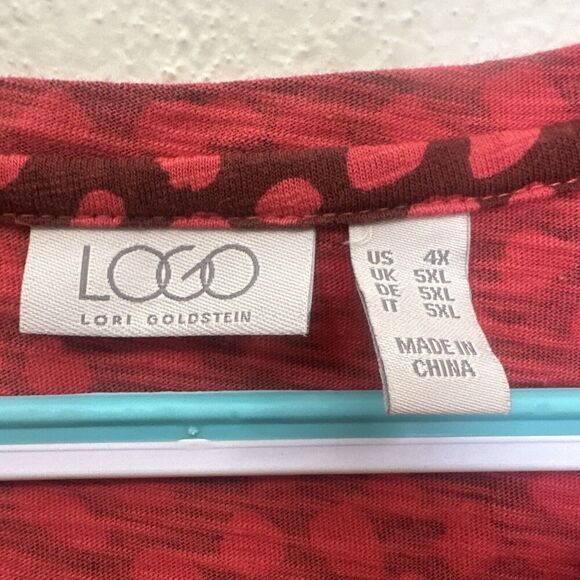 LOGO
LORI GOLDSTEIN
US 4X
UK 5XL
DE 5XL
IT 5XL
MADE IN
CHINA